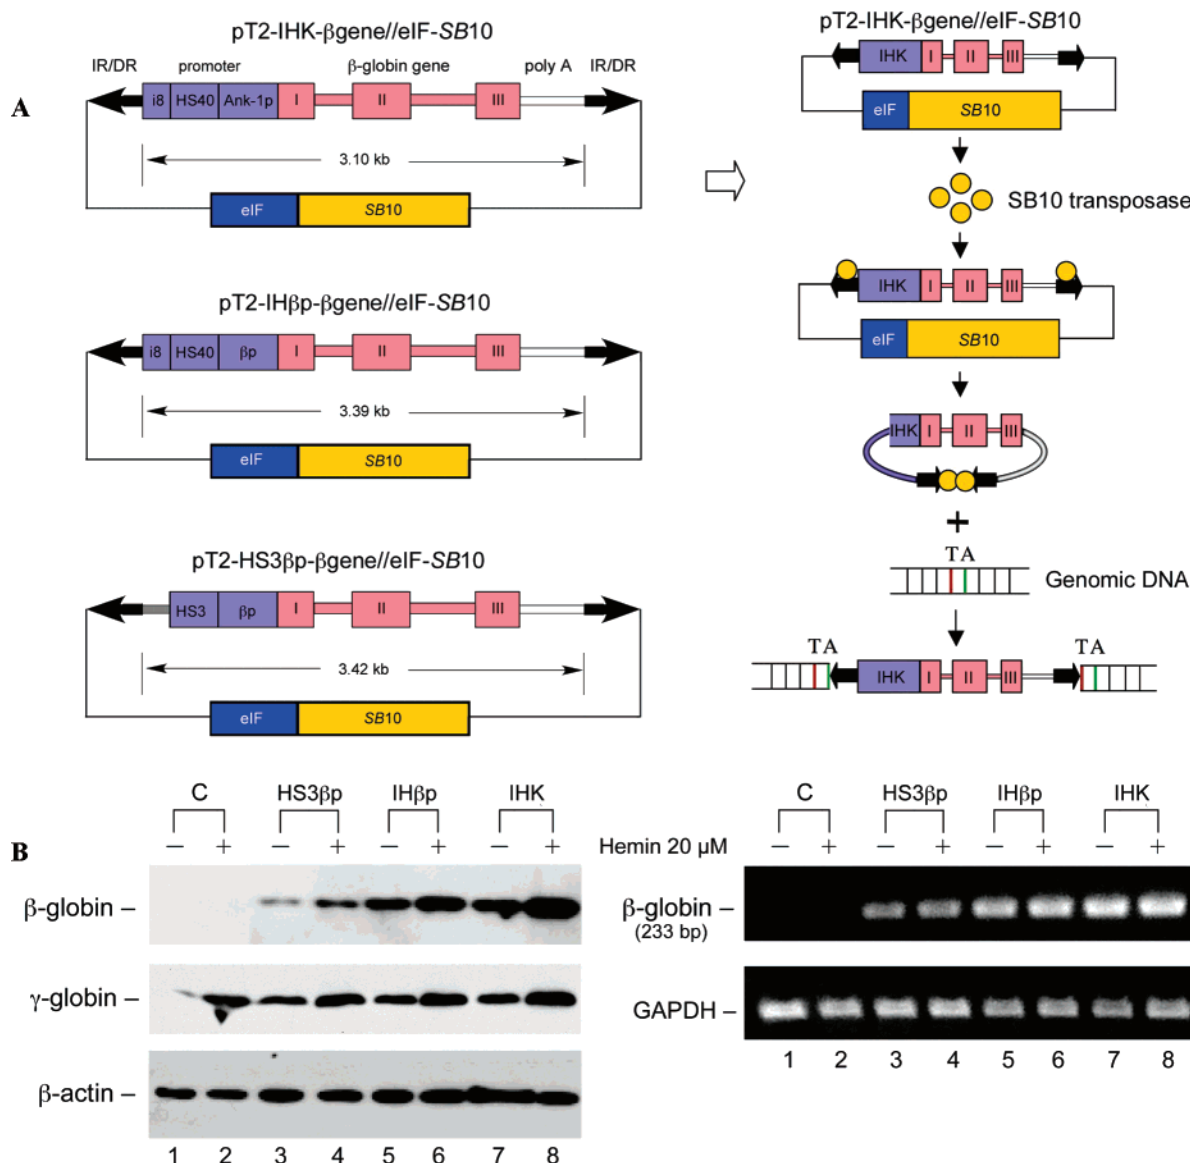 A
pT2-IHK-βgene//eIF-SB10
IR/DR promoter β-globin gene poly A IR/DR
i8 HS40 Ank-1p I II III
3.10 kb
eIF SB10
pT2-IHβp-βgene//eIF-SB10
i8 HS40 βp I II III
3.39 kb
eIF SB10
pT2-HS3βp-βgene//eIF-SB10
HS3 βp I II III
3.42 kb
eIF SB10
pT2-IHK-βgene//eIF-SB10
IHK I II III
eIF SB10
SB10 transposase
IHK I II III
eIF SB10
IHK I II III
+
TA
Genomic DNA
TA TA
IHK I II III
B
C HS3βp IHβp IHK
− + − + − + − + Hemin 20 μM
β-globin –
γ-globin –
β-actin –
1 2 3 4 5 6 7 8
C HS3βp IHβp IHK
− + − + − + − +
β-globin –
(233 bp)
GAPDH –
1 2 3 4 5 6 7 8